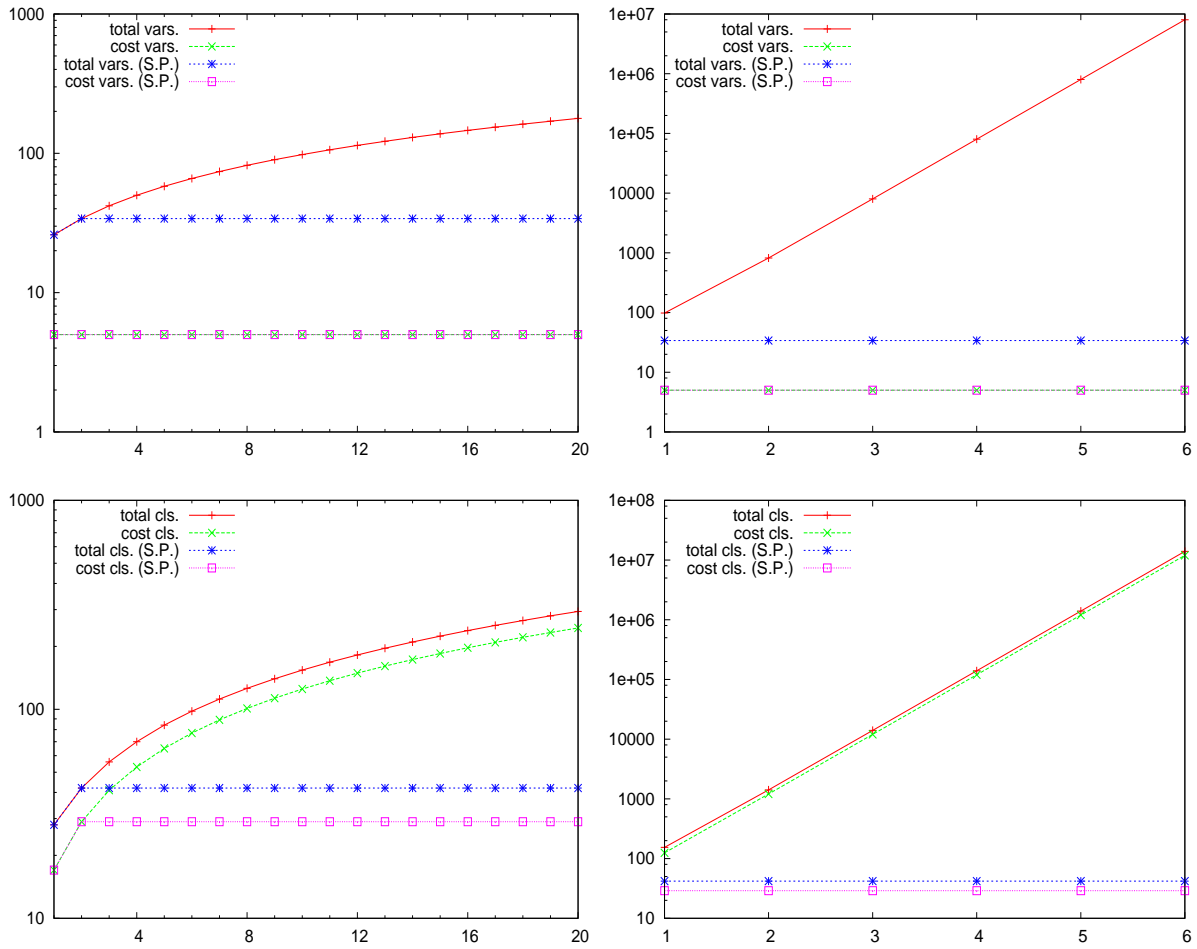 1000
100
10
1
total vars.
cost vars.
total vars. (S.P.)
cost vars. (S.P.)
4 8 12 16 20
1e+07
1e+06
1e+05
10000
1000
100
10
1
total vars.
cost vars.
total vars. (S.P.)
cost vars. (S.P.)
1 2 3 4 5 6
1000
100
10
total cls.
cost cls.
total cls. (S.P.)
cost cls. (S.P.)
4 8 12 16 20
1e+08
1e+07
1e+06
1e+05
10000
1000
100
10
total cls.
cost cls.
total cls. (S.P.)
cost cls. (S.P.)
1 2 3 4 5 6